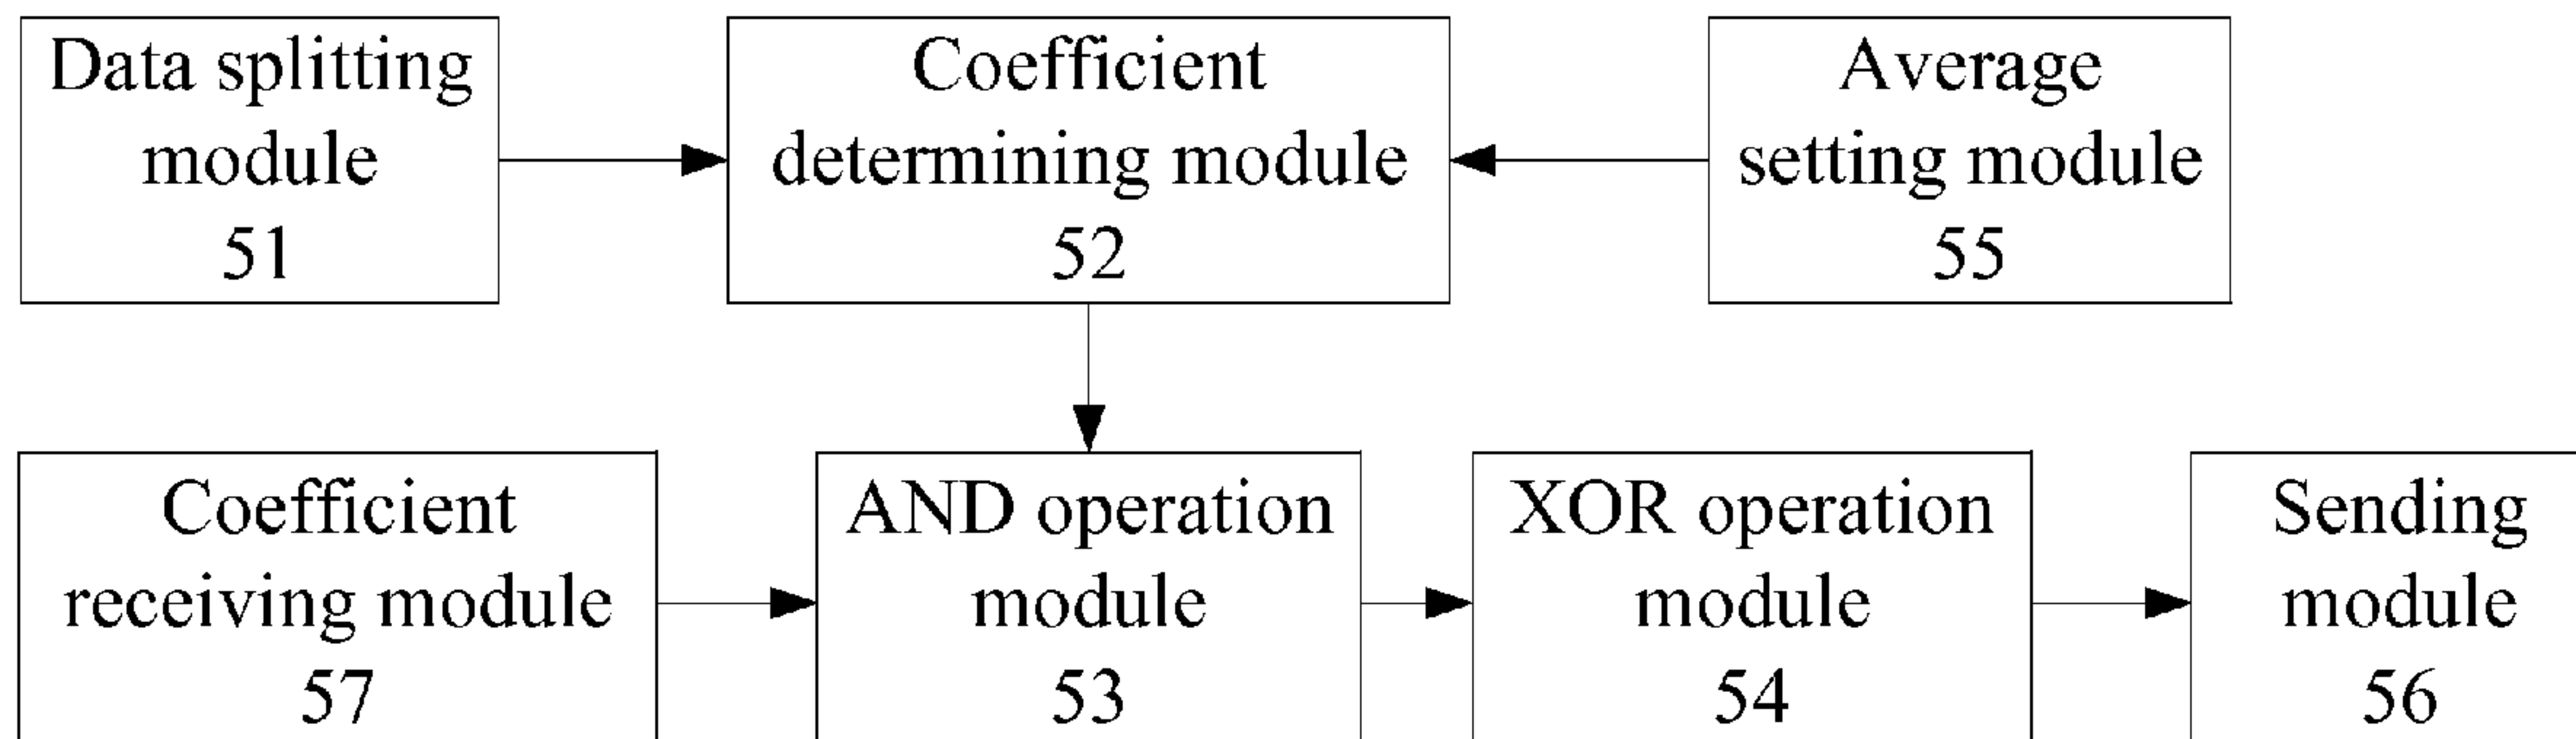 Data splitting
module
51
Coefficient
determining module
52
Average
setting module
55
Coefficient
receiving module
57
AND operation
module
53
XOR operation
module
54
Sending
module
56